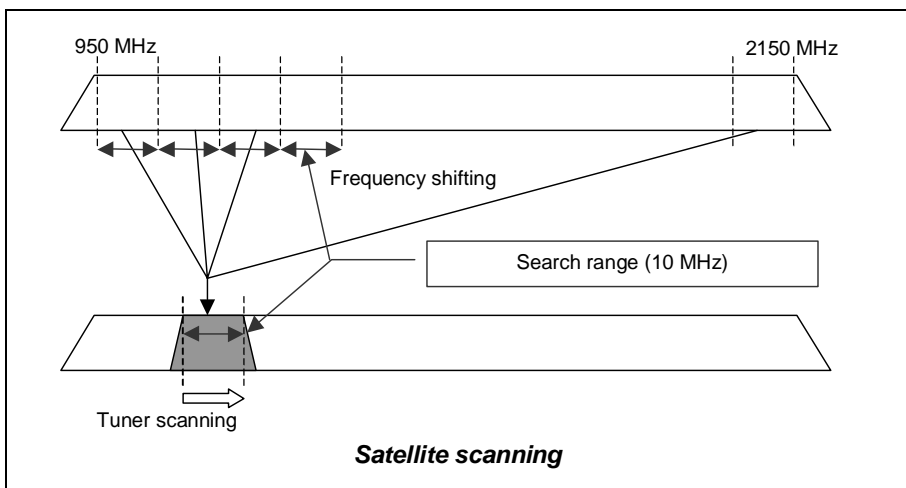 950 MHz
2150 MHz
Frequency shifting
Search range (10 MHz)
Tuner scanning
Satellite scanning